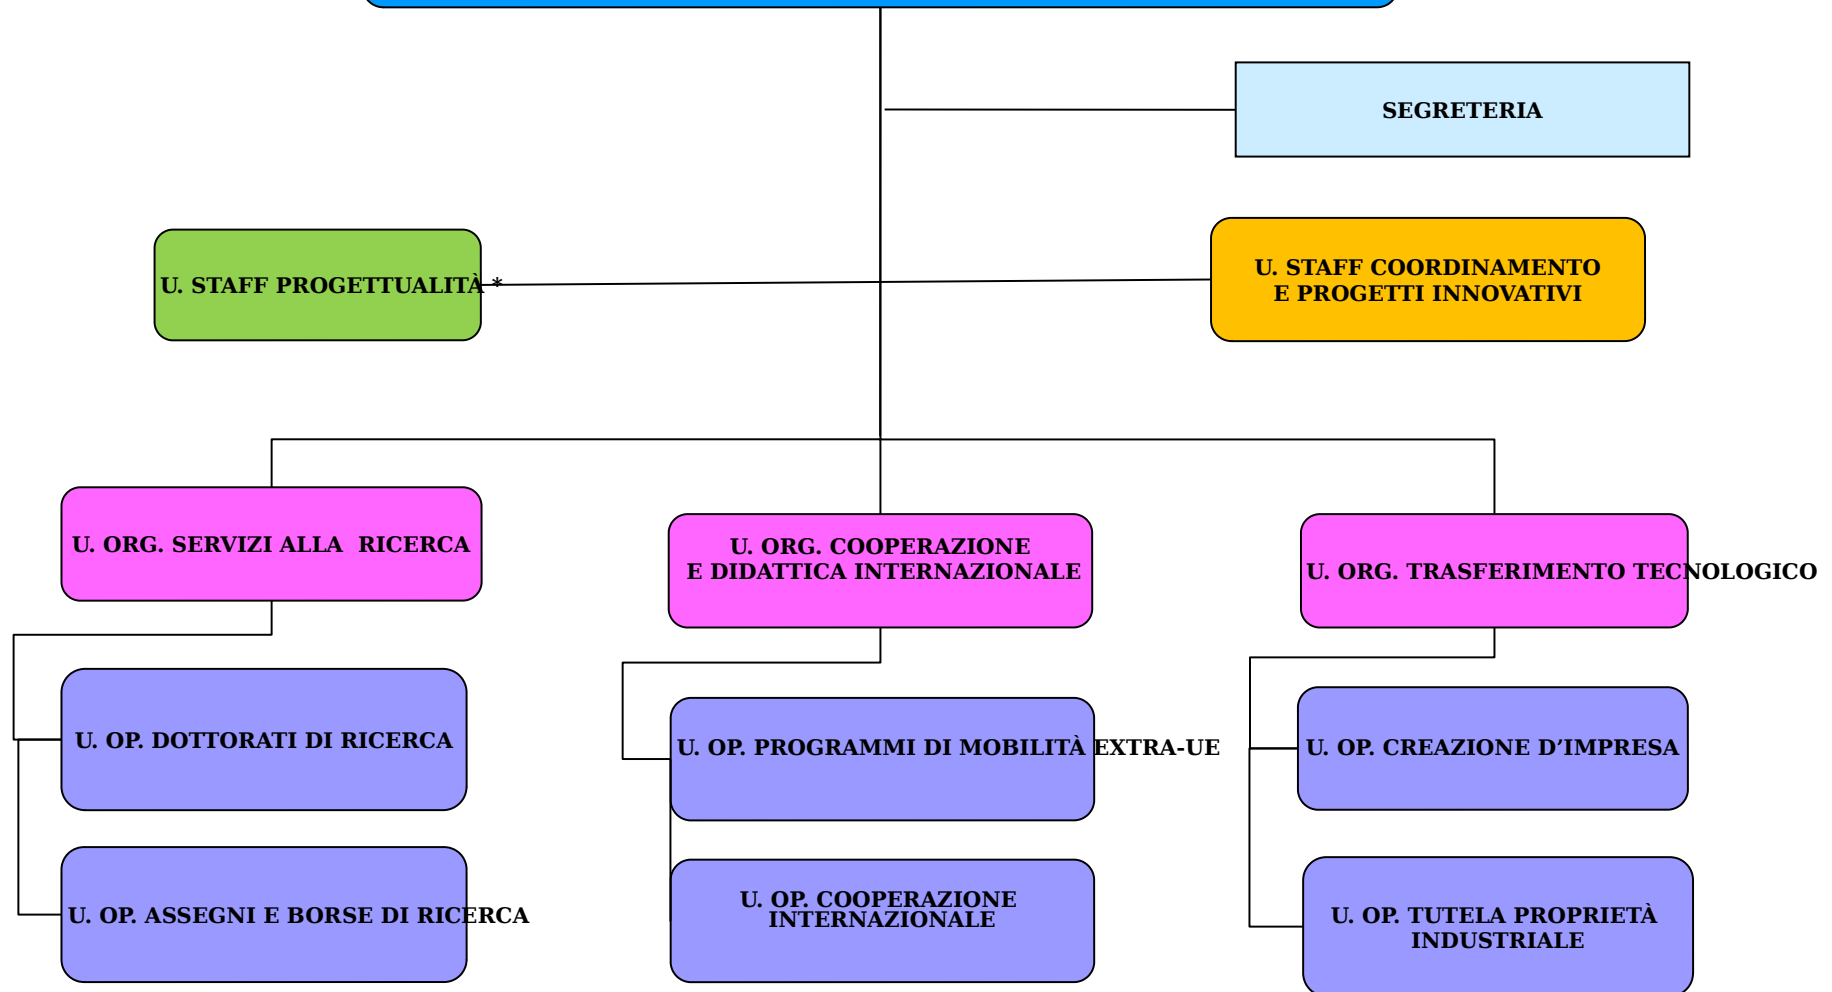 SEGRETERIA
U. STAFF PROGETTUALITÀ *
U. STAFF COORDINAMENTO
E PROGETTI INNOVATIVI
U. ORG. SERVIZI ALLA  RICERCA
U. ORG. COOPERAZIONE
E DIDATTICA INTERNAZIONALE
U. ORG. TRASFERIMENTO TECNOLOGICO
U. OP. DOTTORATI DI RICERCA
U. OP. PROGRAMMI DI MOBILITÀ EXTRA-UE
U. OP. CREAZIONE D’IMPRESA
U. OP. ASSEGNI E BORSE DI RICERCA
U. OP. COOPERAZIONE
INTERNAZIONALE
U. OP. TUTELA PROPRIETÀ
INDUSTRIALE